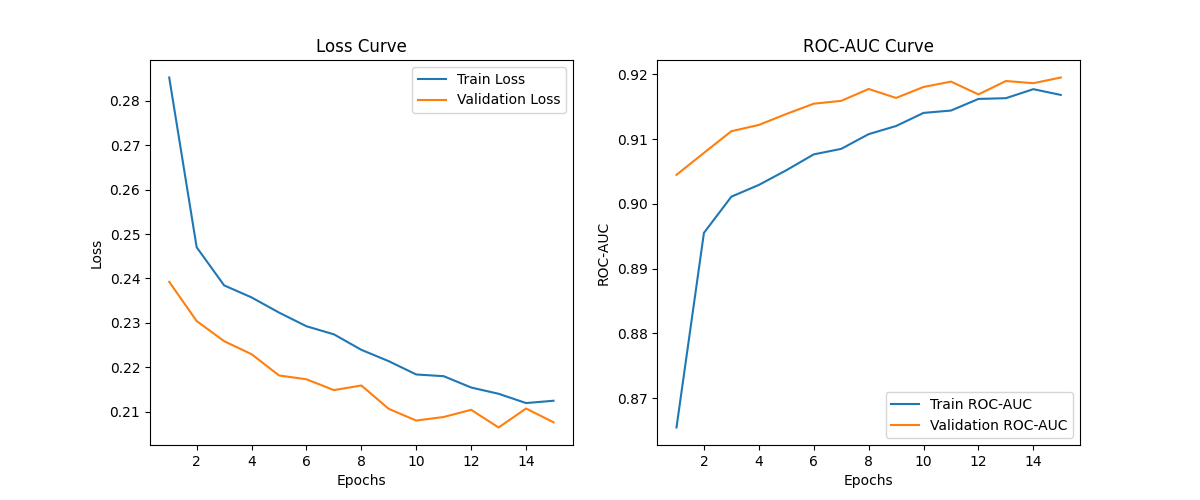 Loss Curve
Train Loss
Validation Loss
0.28
0.27
0.26
0.25
0.24
0.23
0.22
0.21
Loss
2 4 6 8 10 12 14
Epochs
ROC-AUC Curve
0.92
0.91
0.90
0.89
0.88
0.87
ROC-AUC
Train ROC-AUC
Validation ROC-AUC
2 4 6 8 10 12 14
Epochs